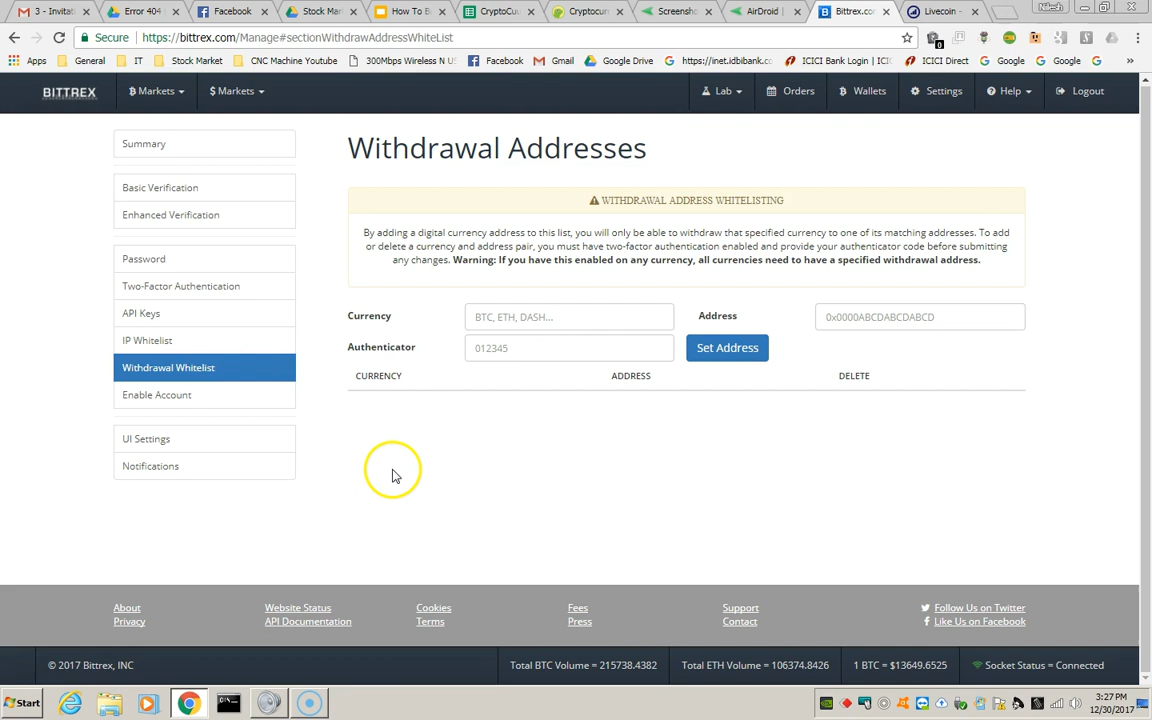 3 - Invitati
Error 404 -
Facebook
Stock Mar
How To B
CryptoCu
Cryptocur
Screensho
AirDroid
Bittrex.co
Livecoin -
Nilesh
Secure
https://bittrex.com/Manage#sectionWithdrawAddressWhiteList
0
Apps
General
IT
Stock Market
CNC Machine Youtube
300Mbps Wireless N US
Facebook
Gmail
Google Drive
https://inet.idbibank.c
ICICI Bank Login | ICIC
ICICI Direct
Google
Google
BITTREX
Markets
$ Markets
Lab
Orders
Wallets
Settings
Help
Logout
Summary
Basic Verification
Enhanced Verification
Password
Two-Factor Authentication
API Keys
IP Whitelist
Withdrawal Whitelist
Enable Account
UI Settings
Notifications
Withdrawal Addresses
WITHDRAWAL ADDRESS WHITELISTING
By adding a digital currency address to this list, you will only be able to withdraw that specified currency to one of its matching addresses. To add
or delete a currency and address pair, you must have two-factor authentication enabled and provide your authenticator code before submitting
any changes. Warning: If you have this enabled on any currency, all currencies need to have a specified withdrawal address.
Currency
BTC, ETH, DASH...
Address
0x0000ABCDABCDABCD
Authenticator
012345
Set Address
CURRENCY
ADDRESS
DELETE
About
Website Status
Cookies
Fees
Support
Follow Us on Twitter
Privacy
API Documentation
Terms
Press
Contact
Like Us on Facebook
© 2017 Bittrex, INC
Total BTC Volume = 215738.4382
Total ETH Volume = 106374.8426
1 BTC = $13649.6525
Socket Status = Connected
Start
3:27 PM
12/30/2017